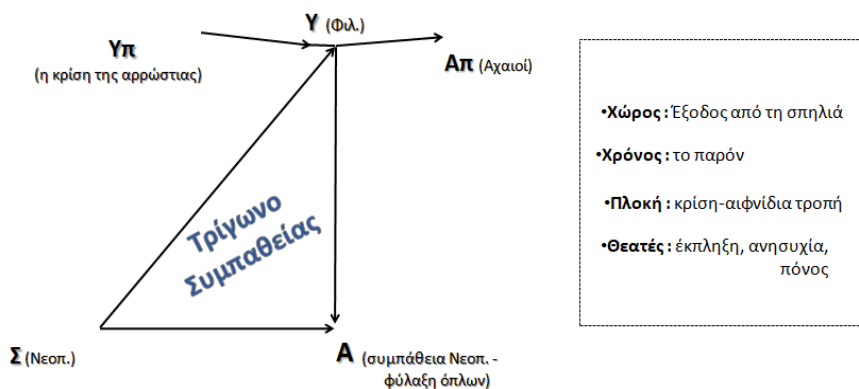 Υ (Φιλ.)
Υπ
(η κρίση της αρρώστιας)
Απ (Αχαιοί)
Τρίγωνο
Συμπαθείας
Σ (Νεοπ.)
Α (συμπάθεια Νεοπ. -
φύλαξη όπλων)
•Χώρος : Έξοδος από τη σπηλιά
•Χρόνος : το παρόν
•Πλοκή : κρίση-αιφνίδια τροπή
•Θεατές : έκπληξη, ανησυχία,
πόνος